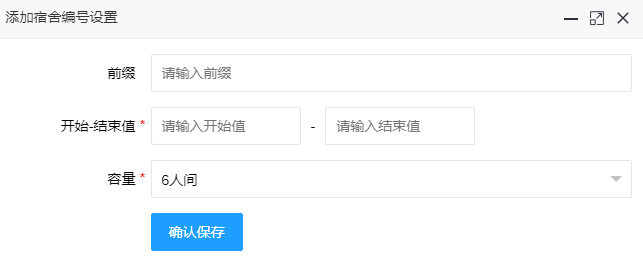 添加宿舍编号设置
前缀 请输入前缀
开始-结束值 * 请输入开始值 - 请输入结束值
容量 * 6人间
确认保存